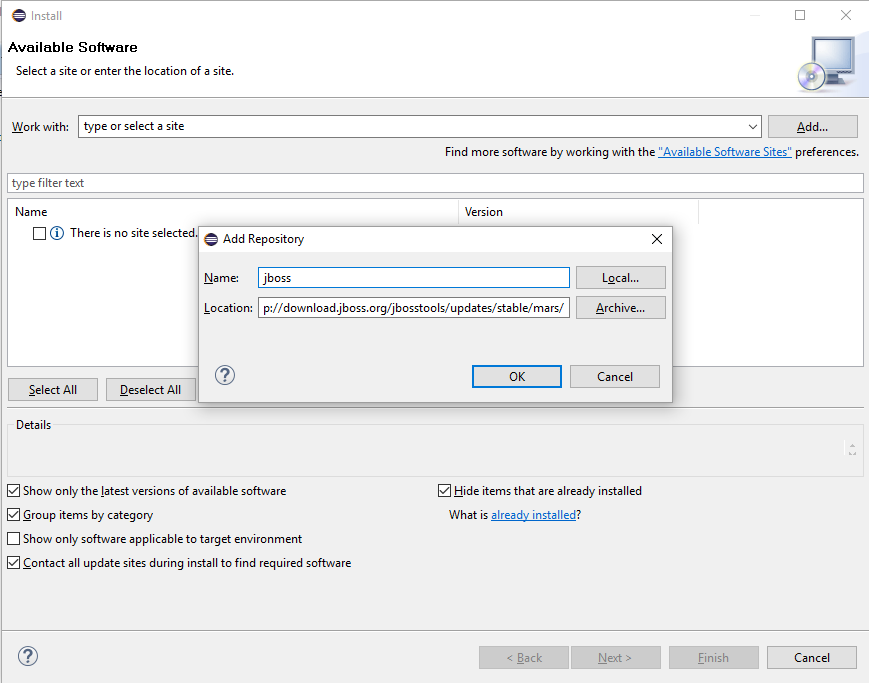 Install
Available Software
Select a site or enter the location of a site.
Work with: type or select a site Add...
Find more software by working with the "Available Software Sites" preferences.
type filter text
Name Version
There is no site selected.
Add Repository
Name: jboss Local...
Location: p://download.jboss.org/jbosstools/updates/stable/mars/ Archive...
OK Cancel
Select All Deselect All
Details
Show only the latest versions of available software Hide items that are already installed
Group items by category What is already installed?
Show only software applicable to target environment
Contact all update sites during install to find required software
< Back Next > Finish Cancel